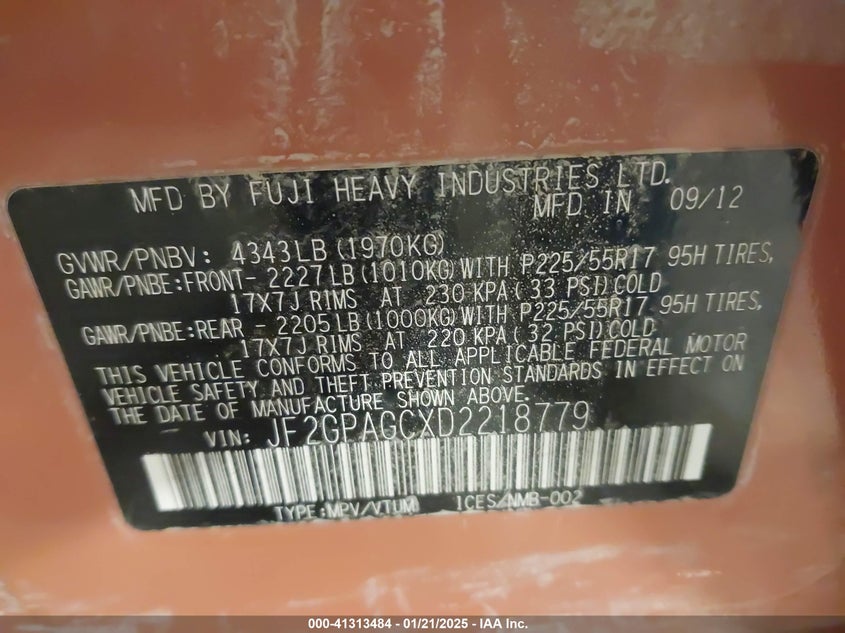 MFD BY FUJI HEAVY INDUSTRIES LTD.
MFD IN 09/12
GVWR/PNBV: 4343LB (1970KG)
GAWR/PNBE:FRONT- 2227LB (1010KG) WITH P225/55R17 95H TIRES,
17X7J RIMS AT 230 KPA( 33 PSI)COLD
GAWR/PNBE:REAR - 2205LB (1000KG) WITH P225/55R17 95H TIRES,
17X7J RIMS AT 220 KPA( 32 PSI)COLD
THIS VEHICLE CONFORMS TO ALL APPLICABLE FEDERAL MOTOR
VEHICLE SAFETY AND THEFT PREVENTION STANDARDS IN EFFECT ON
THE DATE OF MANUFACTURE SHOWN ABOVE.
VIN: JF2GPAGCXD2218779
TYPE:MPV/VTUM ICES/NMB-002
000-41313484 - 01/21/2025 - IAA Inc.